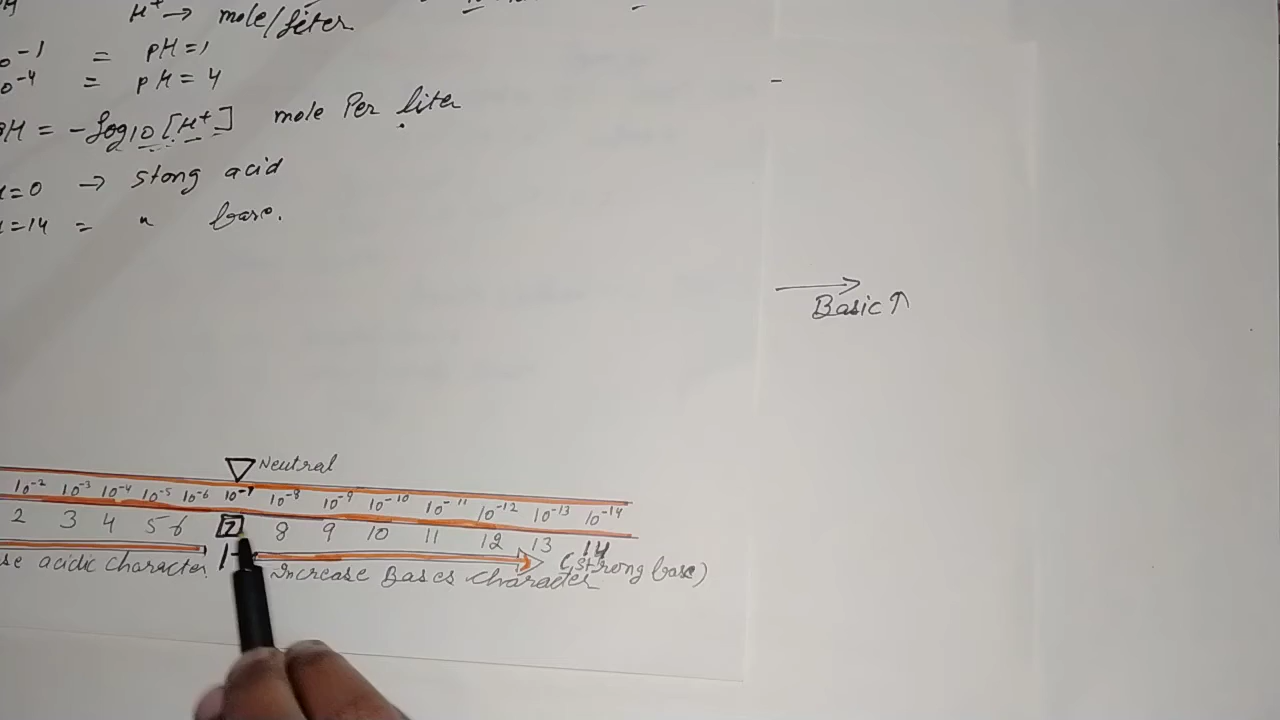 H
H⁺ → mole/liter
0⁻¹ = pH=1
0⁻⁴ = pH = 4
pH = -log10 [H⁺] mole Per liter
=0 → stong acid
=14 = " base.
Basic ↑
Neutral
10⁻² 10⁻³ 10⁻⁴ 10⁻⁵ 10⁻⁶ 10⁻⁷ 10⁻⁸ 10⁻⁹ 10⁻¹⁰ 10⁻¹¹ 10⁻¹² 10⁻¹³ 10⁻¹⁴
2 3 4 5 6 7 8 9 10 11 12 13 14
se acidic character. increase Bases Character (strong base)